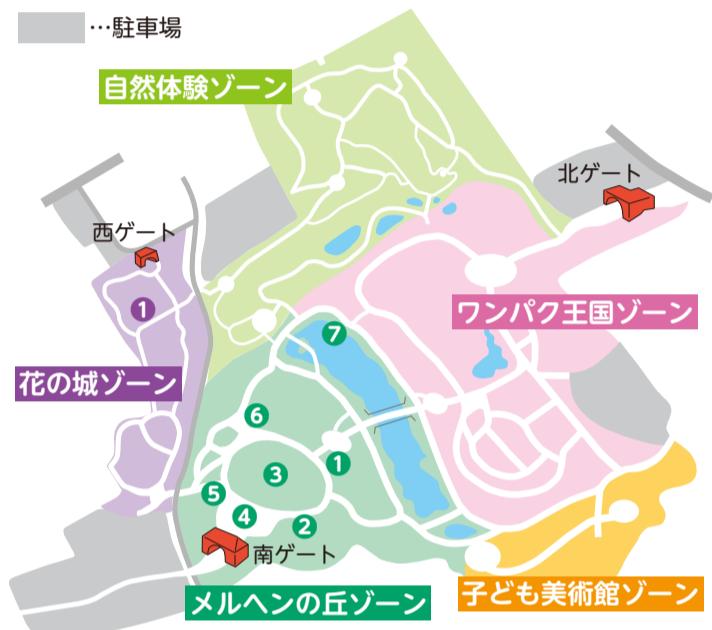 …駐車場
自然体験ゾーン
北ゲート
西ゲート
1
ワンパク王国ゾーン
7
花の城ゾーン
6
1
3
5
4
2
南ゲート
メルヘンの丘ゾーン
子ども美術館ゾーン